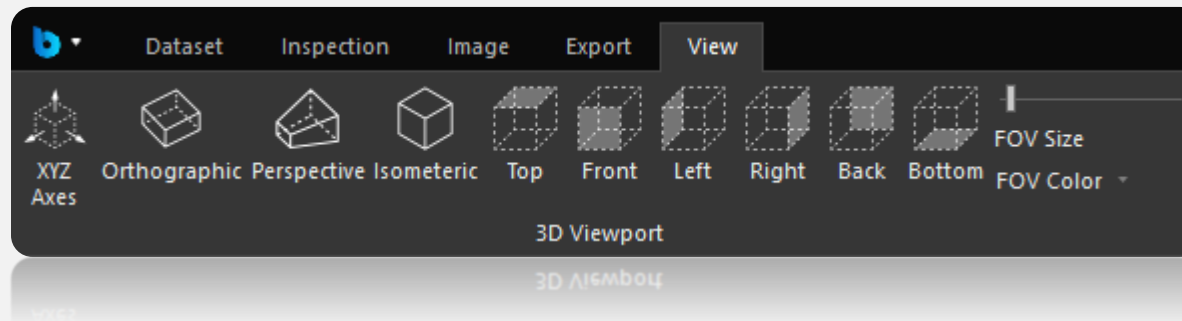 Dataset Inspection Image Export View
XYZ Axes Orthographic Perspective Isometeric Top Front Left Right Back Bottom
FOV Size
FOV Color
3D Viewport